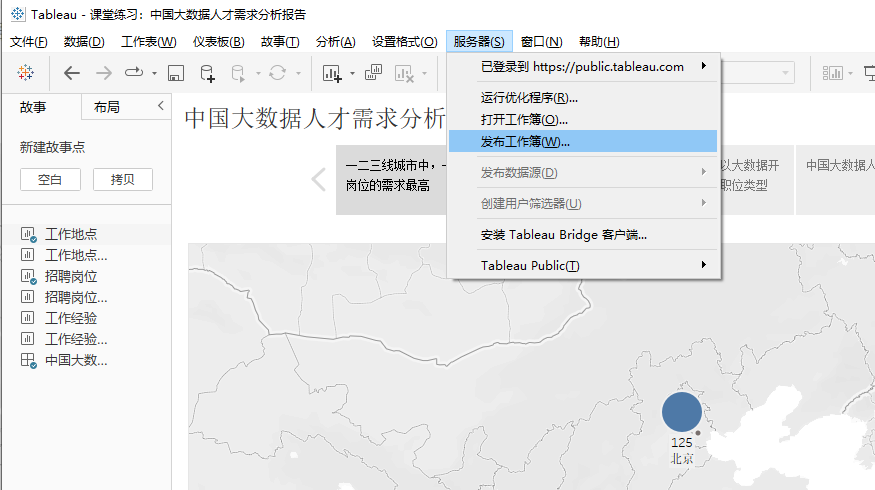 Tableau - 课堂练习：中国大数据人才需求分析报告
文件(F) 数据(D) 工作表(W) 仪表板(B) 故事(T) 分析(A) 设置格式(O) 服务器(S) 窗口(N) 帮助(H)
已登录到 https://public.tableau.com
运行优化程序(R)...
打开工作簿(O)...
发布工作簿(W)...
发布数据源(D)
创建用户筛选器(U)
安装 Tableau Bridge 客户端...
Tableau Public(T)
故事 布局
新建故事点
空白 拷贝
工作地点
工作地点...
招聘岗位
招聘岗位...
工作经验
工作经验...
中国大数...
中国大数据人才需求分析
一二三线城市中，
岗位的需求最高
以大数据开
职位类型
中国大数据人
125
北京